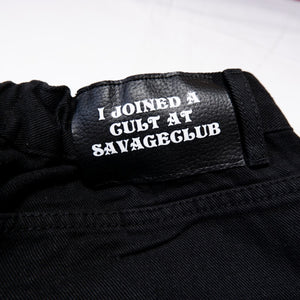 I JOINED A
CULT AT
SAVAGECLUB